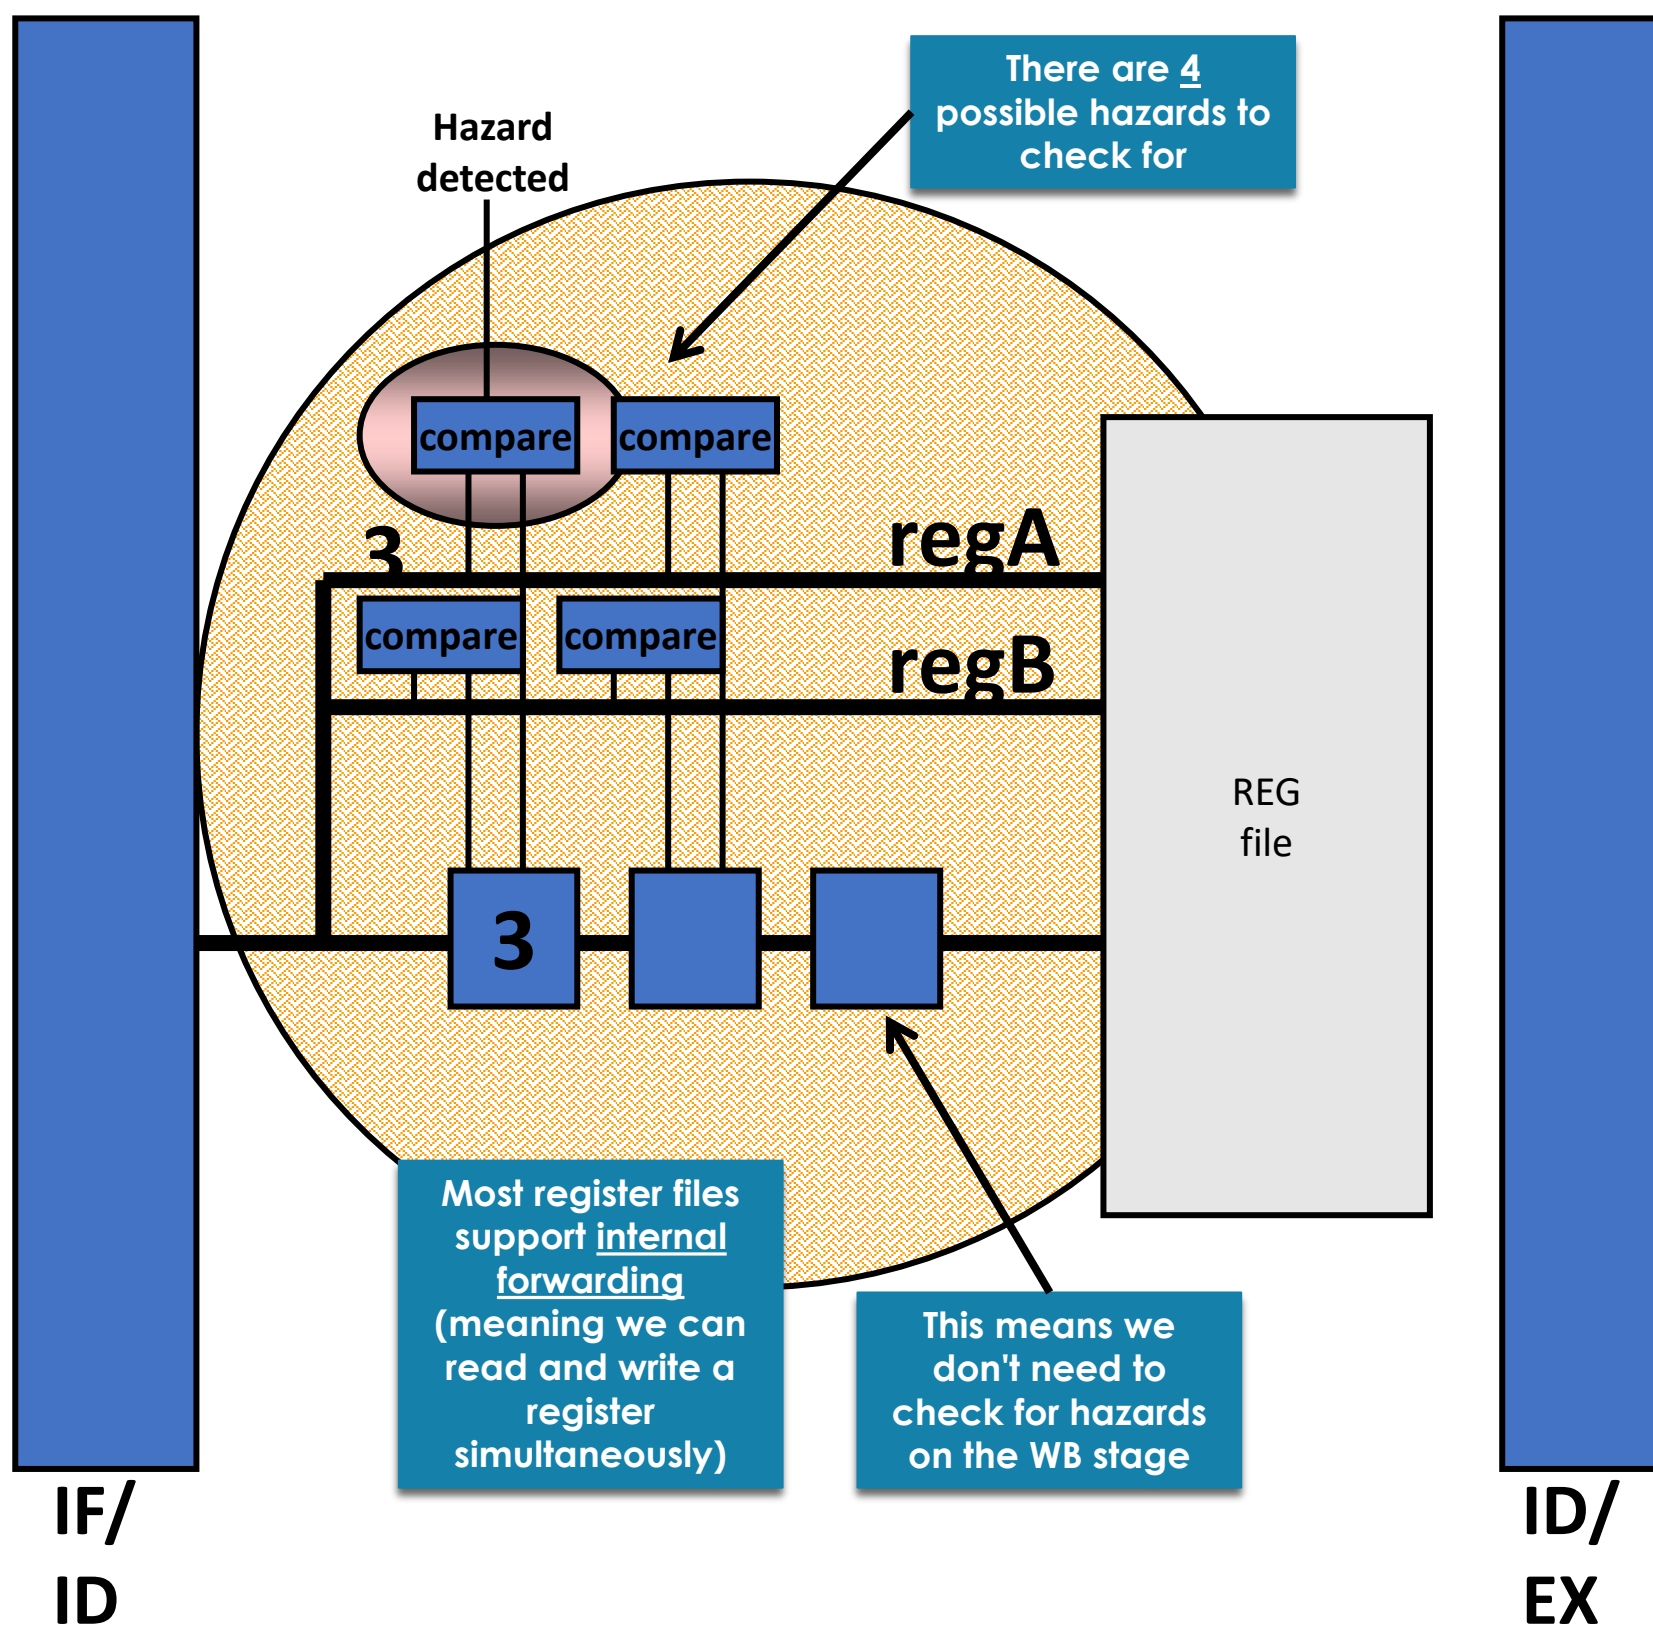 There are 4
possible hazards to
check for
Hazard
detected
compare
compare
3
regA
compare
compare
regB
REG
file
3
Most register files
support internal
forwarding
(meaning we can
read and write a
register
simultaneously)
This means we
don't need to
check for hazards
on the WB stage
IF/
ID
ID/
EX